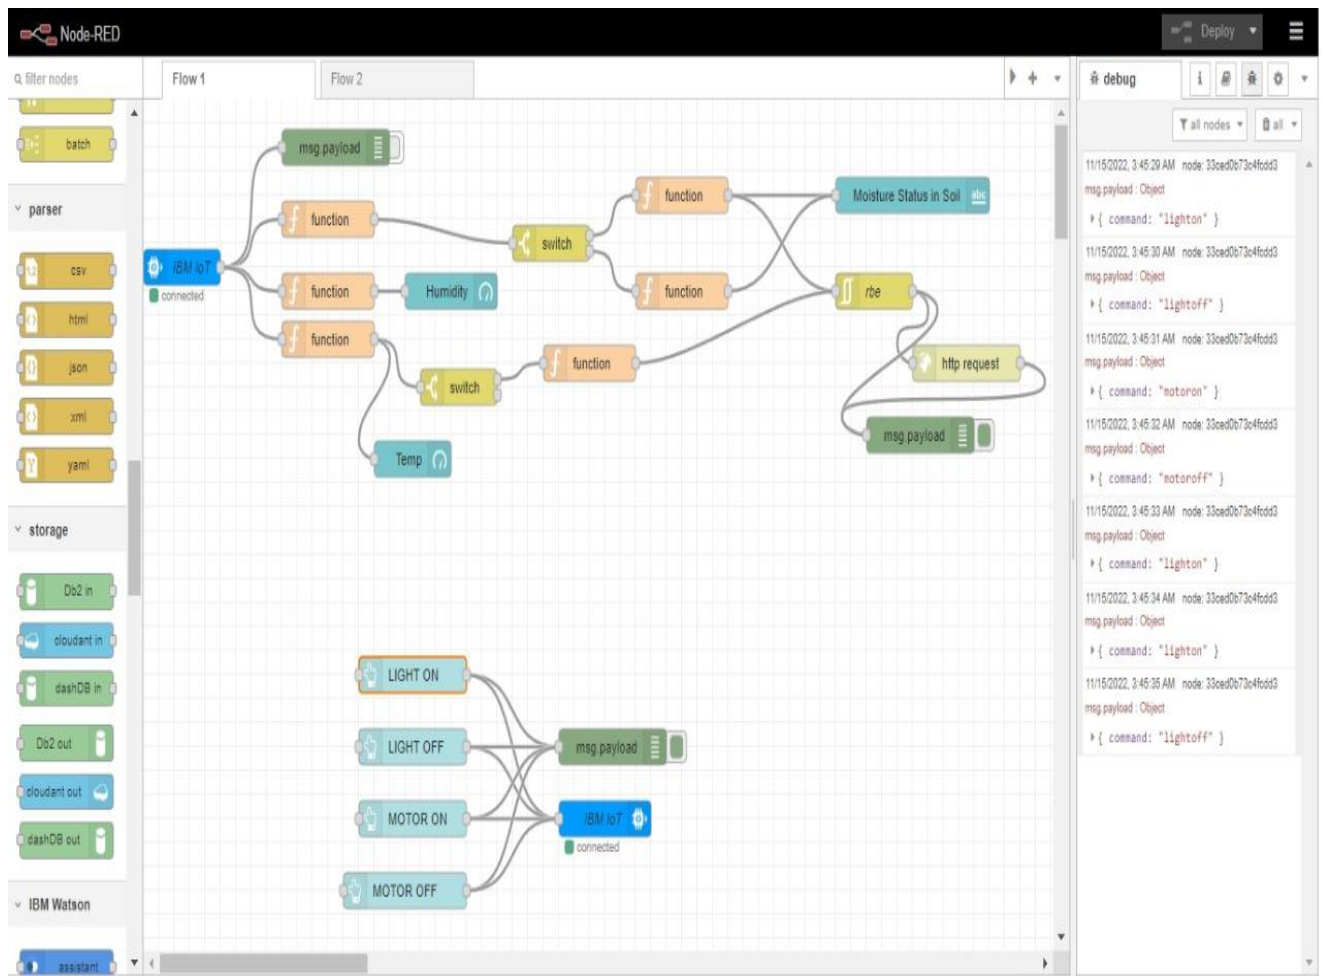 Node-RED
Deploy
filter nodes
Flow 1
Flow 2
debug
i
all nodes
all
batch
parser
csv
html
json
xml
yaml
storage
Db2 in
cloudant in
dashDB in
Db2 out
cloudant out
dashDB out
IBM Watson
assistant
msg.payload
function
function
Moisture Status in Soil
abc
switch
IBM IoT
connected
function
Humidity
function
rbe
function
function
http request
switch
msg.payload
Temp
LIGHT ON
LIGHT OFF
msg.payload
MOTOR ON
IBM IoT
connected
MOTOR OFF
11/15/2022, 3:45:29 AM node: 33ced0b73c4fcdd3
msg.payload : Object
{ command: "lighton" }
11/15/2022, 3:45:30 AM node: 33ced0b73c4fcdd3
msg.payload : Object
{ command: "lightoff" }
11/15/2022, 3:45:31 AM node: 33ced0b73c4fcdd3
msg.payload : Object
{ command: "motoron" }
11/15/2022, 3:45:32 AM node: 33ced0b73c4fcdd3
msg.payload : Object
{ command: "motoroff" }
11/15/2022, 3:45:33 AM node: 33ced0b73c4fcdd3
msg.payload : Object
{ command: "lighton" }
11/15/2022, 3:45:34 AM node: 33ced0b73c4fcdd3
msg.payload : Object
{ command: "lighton" }
11/15/2022, 3:45:35 AM node: 33ced0b73c4fcdd3
msg.payload : Object
{ command: "lightoff" }